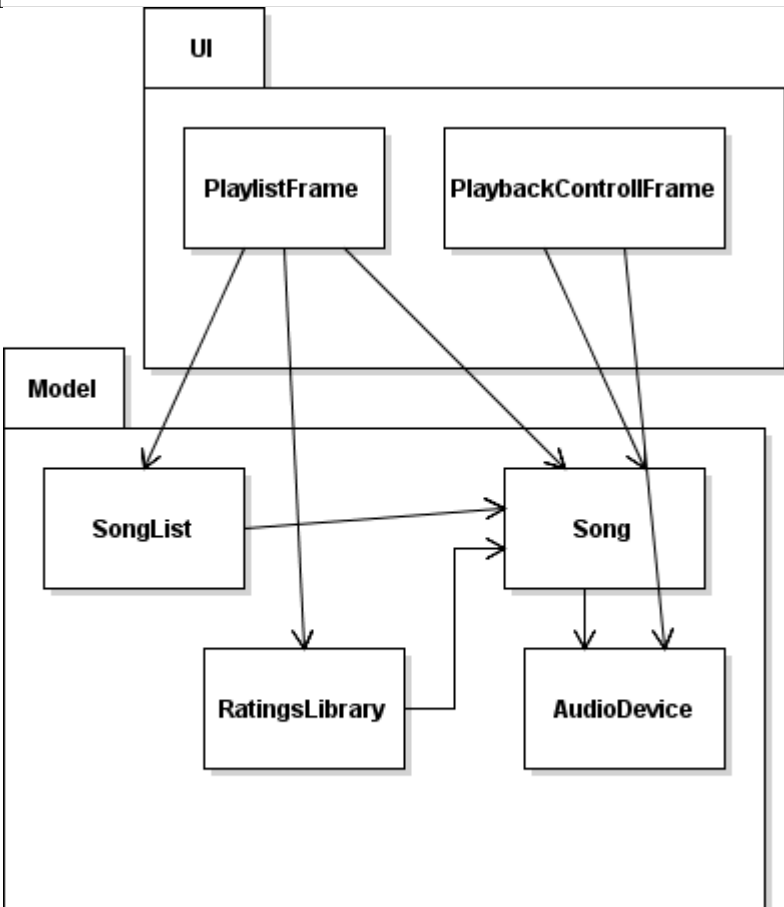 UI
PlaylistFrame
PlaybackControllFrame
Model
SongList
Song
RatingsLibrary
AudioDevice